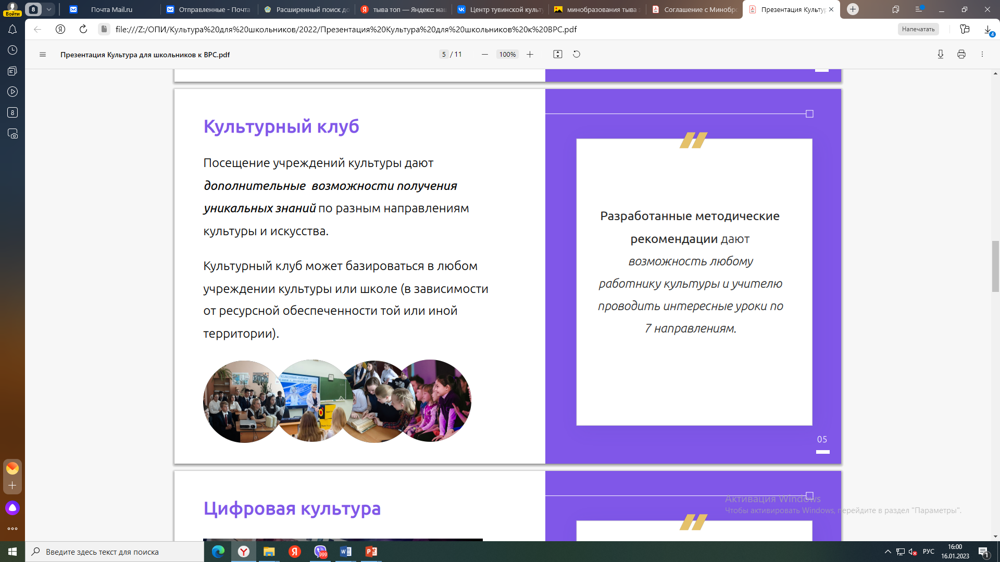 Войти
8
Почта Mail.ru
Отправленные - Почта
Расширенный поиск до
тыва топ — Яндекс: наш
Центр тувинской культу
минобразования тыва
Соглашение с Минобр
Презентация Культур
file:///Z:/ОПИ/Культура%20для%20школьников/2022/Презентация%20Культура%20для%20школьников%20к%20ВРС.pdf
Напечатать
4
Презентация Культура для школьников к ВРС.pdf
5 / 11
100%
8
Культурный клуб
Посещение учреждений культуры дают
дополнительные возможности получения
уникальных знаний по разным направлениям
культуры и искусства.
Культурный клуб может базироваться в любом
учреждении культуры или школе (в зависимости
от ресурсной обеспеченности той или иной
территории).
Разработанные методические
рекомендации дают
возможность любому
работнику культуры и учителю
проводить интересные уроки по
7 направлениям.
05
Цифровая культура
Активация Windows
Чтобы активировать Windows, перейдите в раздел "Параметры".
Введите здесь текст для поиска
999
РУС
16:00
16.01.2023
1